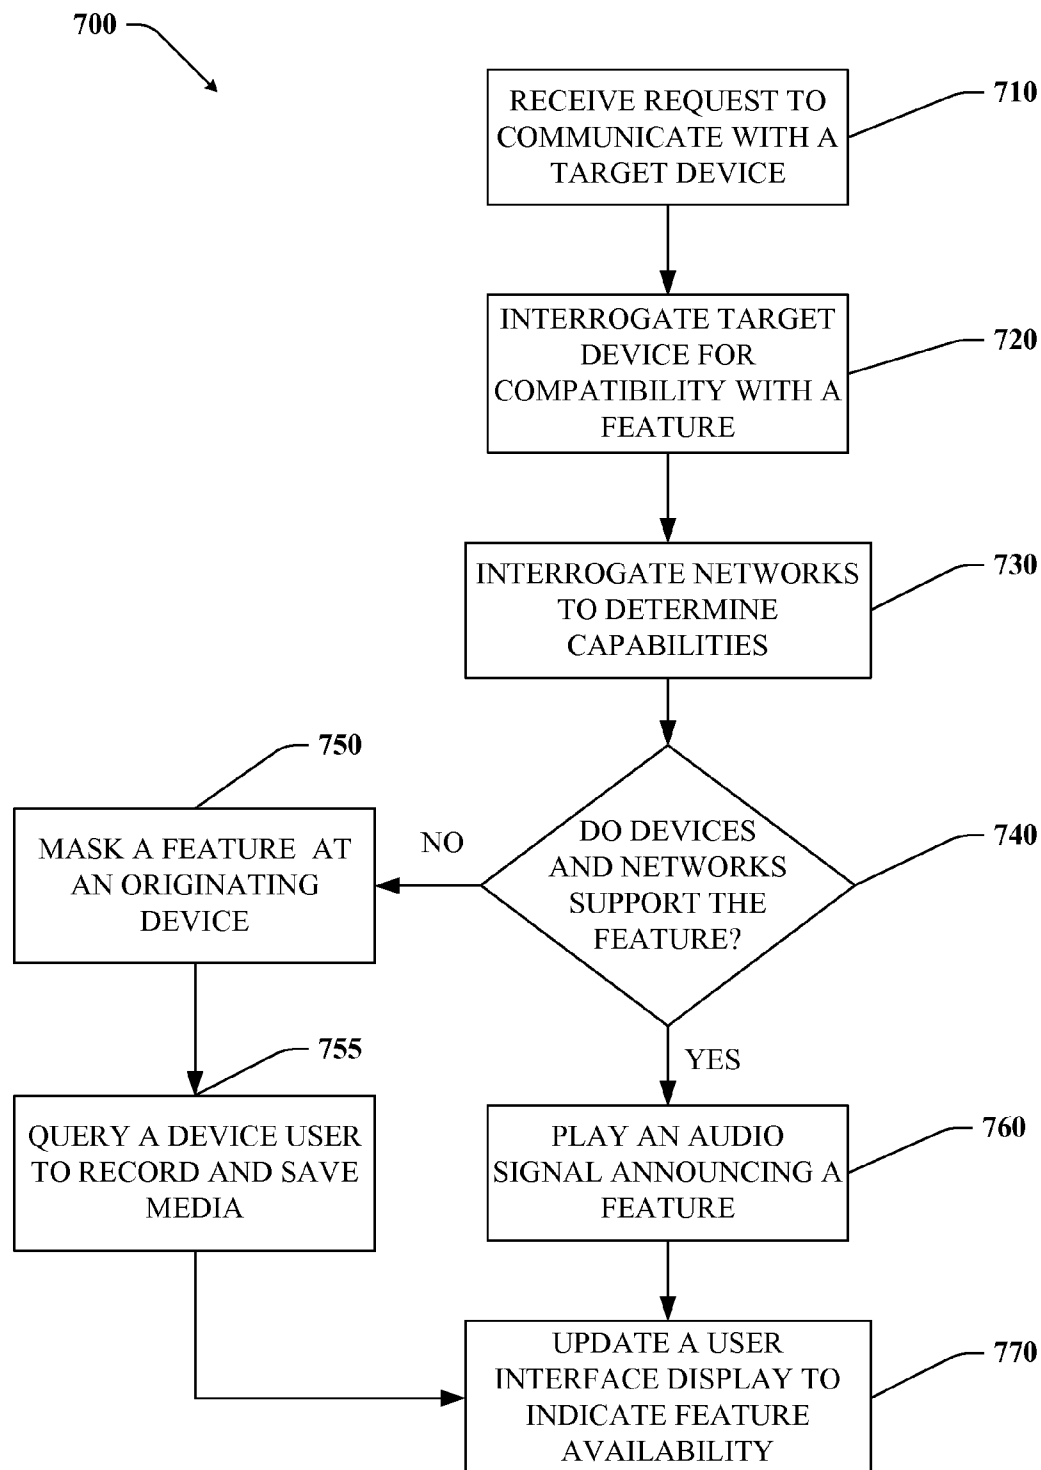 700
RECEIVE REQUEST TO
COMMUNICATE WITH A
TARGET DEVICE
710
INTERROGATE TARGET
DEVICE FOR
COMPATIBILITY WITH A
FEATURE
720
INTERROGATE NETWORKS
TO DETERMINE
CAPABILITIES
730
DO DEVICES
AND NETWORKS
SUPPORT THE
FEATURE?
740
NO
750
MASK A FEATURE AT
AN ORIGINATING
DEVICE
755
QUERY A DEVICE USER
TO RECORD AND SAVE
MEDIA
YES
PLAY AN AUDIO
SIGNAL ANNOUNCING A
FEATURE
760
UPDATE A USER
INTERFACE DISPLAY TO
INDICATE FEATURE
AVAILABILITY
770